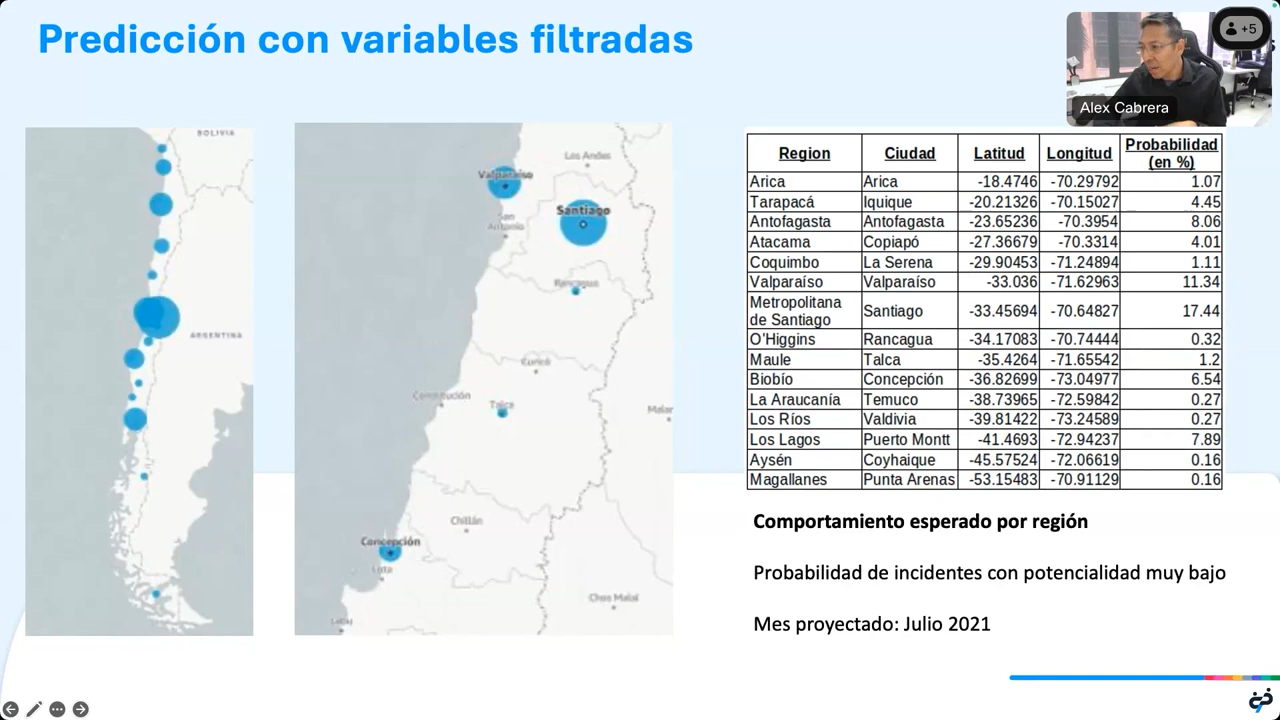 Predicción con variables filtradas
+5
Alex Cabrera
BOLIVIA
ARGENTINA
Los Andes
Valparaíso
Santiago
San
Antonio
Rancagua
Curicó
Constitución
Talca
Chillán
Concepción
Chos Malal
Region Ciudad Latitud Longitud Probabilidad
(en %)
Arica Arica -18.4746 -70.29792 1.07
Tarapacá Iquique -20.21326 -70.15027 4.45
Antofagasta Antofagasta -23.65236 -70.3954 8.06
Atacama Copiapó -27.36679 -70.3314 4.01
Coquimbo La Serena -29.90453 -71.24894 1.11
Valparaíso Valparaíso -33.036 -71.62963 11.34
Metropolitana
de Santiago Santiago -33.45694 -70.64827 17.44
O'Higgins Rancagua -34.17083 -70.74444 0.32
Maule Talca -35.4264 -71.65542 1.2
Biobío Concepción -36.82699 -73.04977 6.54
La Araucanía Temuco -38.73965 -72.59842 0.27
Los Ríos Valdivia -39.81422 -73.24589 0.27
Los Lagos Puerto Montt -41.4693 -72.94237 7.89
Aysén Coyhaique -45.57524 -72.06619 0.16
Magallanes Punta Arenas -53.15483 -70.91129 0.16
Comportamiento esperado por región
Probabilidad de incidentes con potencialidad muy bajo
Mes proyectado: Julio 2021